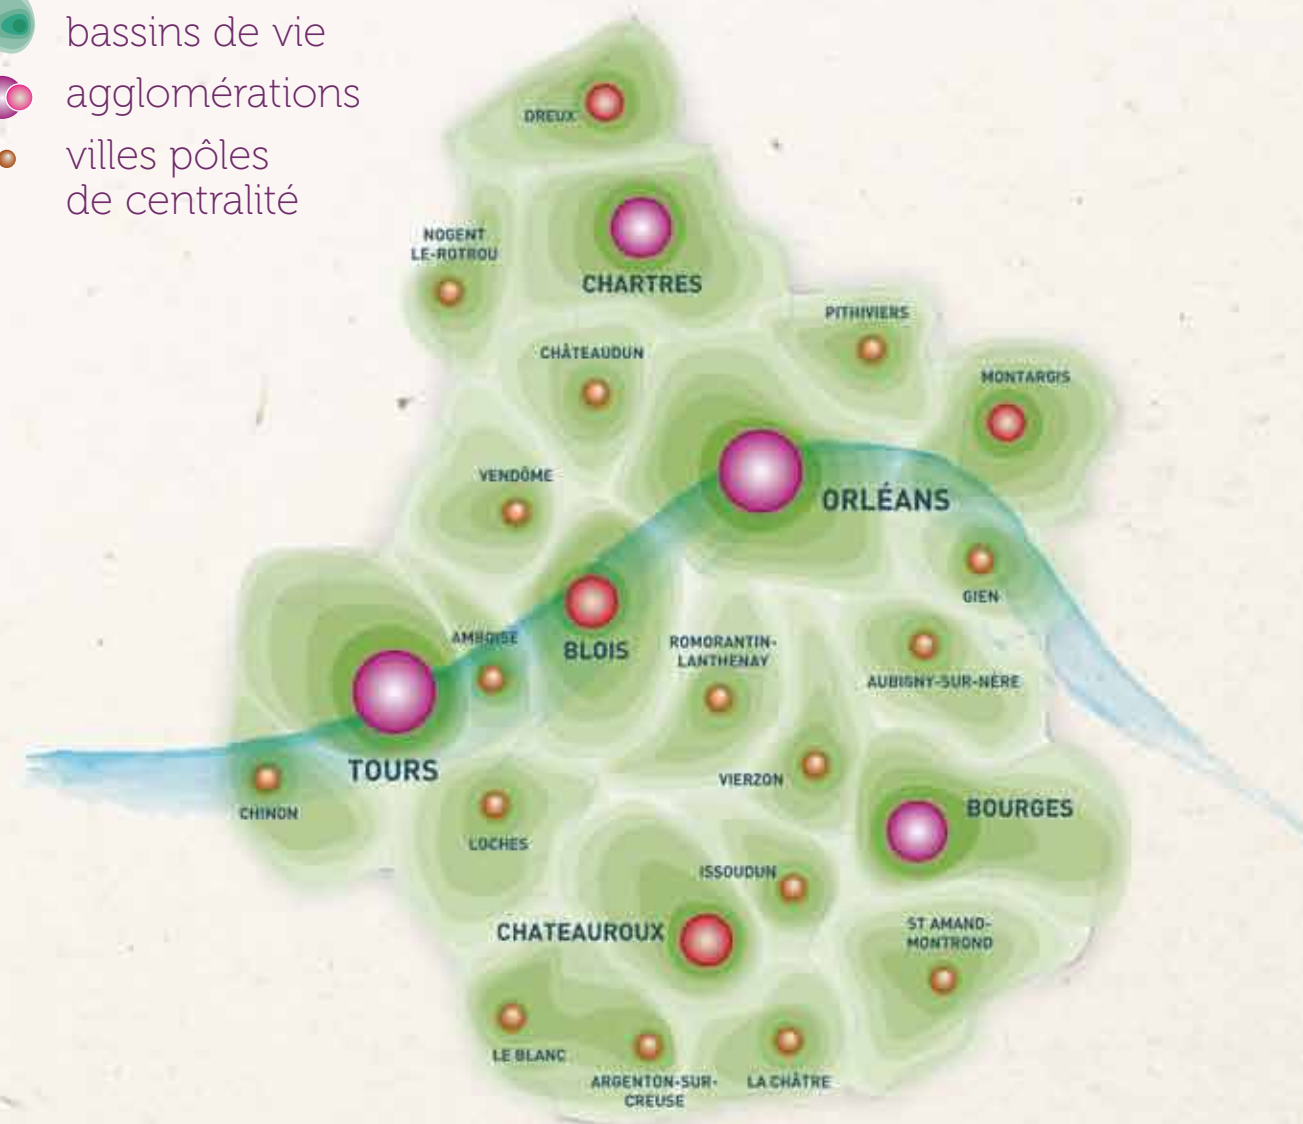 bassins de vie
agglomérations
villes pôles
de centralité
DREUX
NOGENT
LE-ROTROU
CHARTRES
PITHIVIERS
CHÂTEAUDUN
MONTARGIS
VENDÔME
ORLÉANS
GIEN
AMBOISE
BLOIS
ROMORANTIN-
LANTHENAY
AUBIGNY-SUR-NÈRE
TOURS
VIERZON
CHINON
BOURGES
LOCHES
ISSOUDUN
CHATEAUROUX
ST AMAND-
MONTROND
LE BLANC
ARGENTON-SUR-
CREUSE
LA CHÂTRE